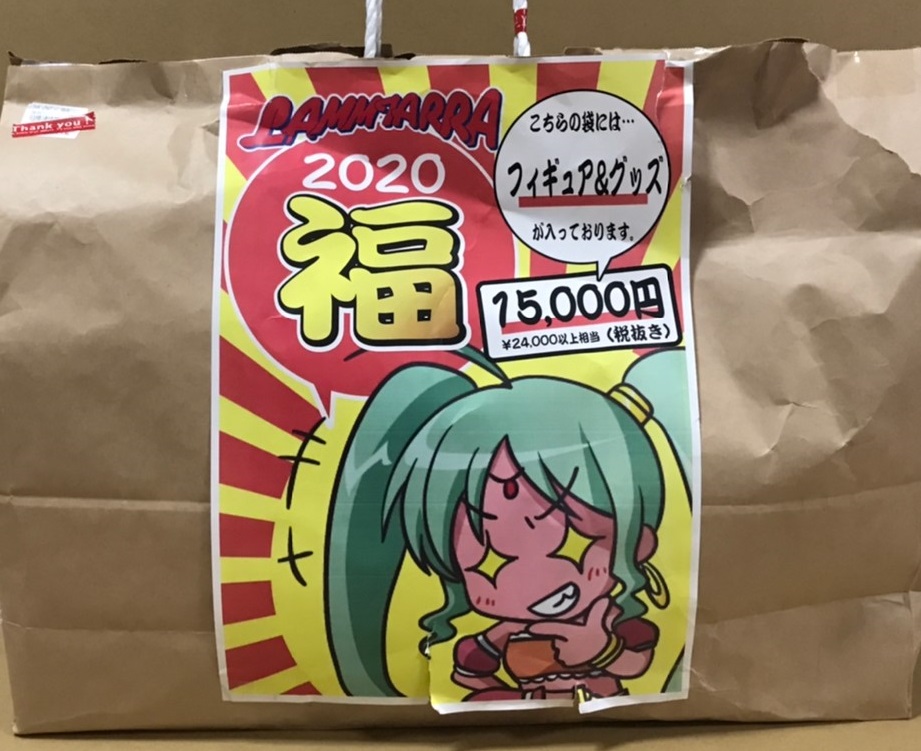 Thank you!
LAMMTARRA
2020
福
こちらの袋には…
フィギュア&グッズ
が入っております。
15,000円
¥24,000以上相当(税抜き)